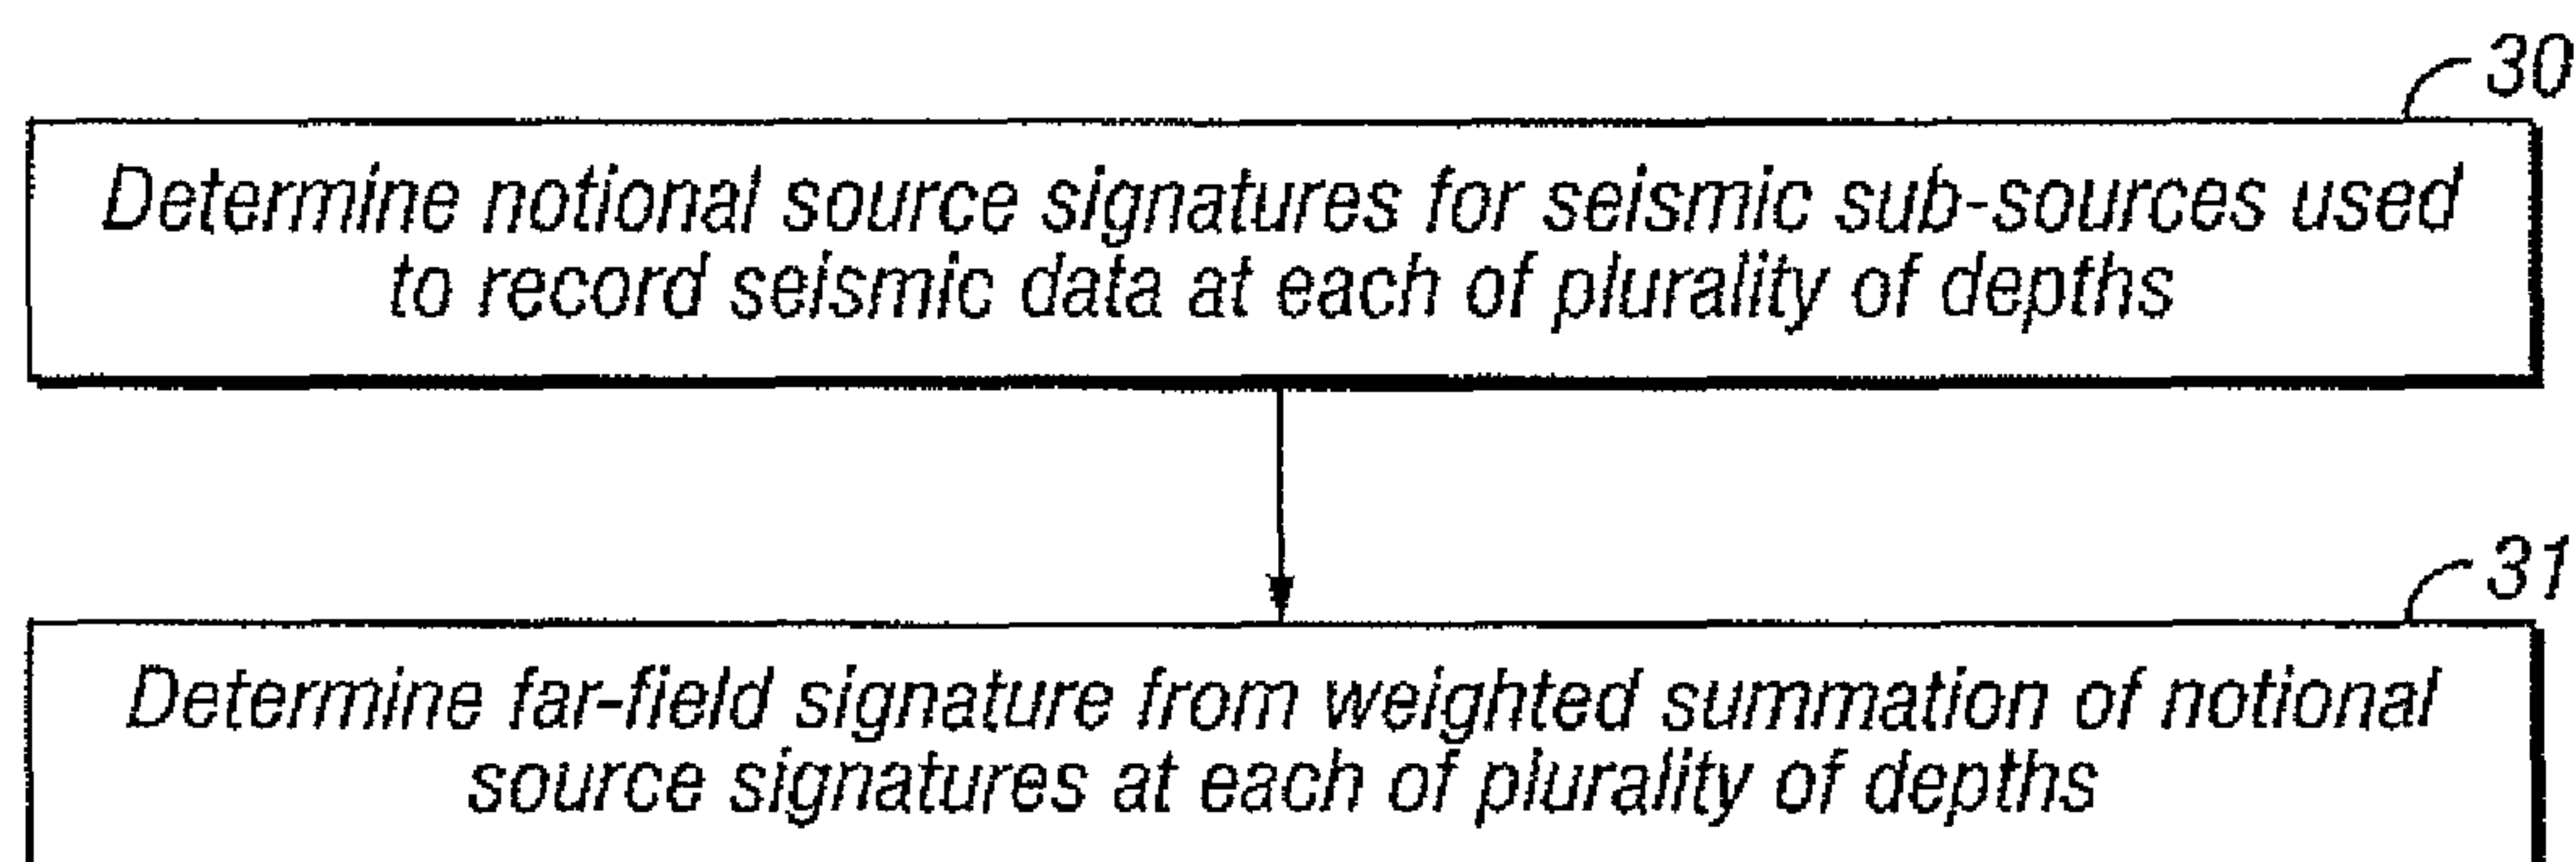 30
Determine notional source signatures for seismic sub-sources used
to record seismic data at each of plurality of depths
31
Determine far-field signature from weighted summation of notional
source signatures at each of plurality of depths